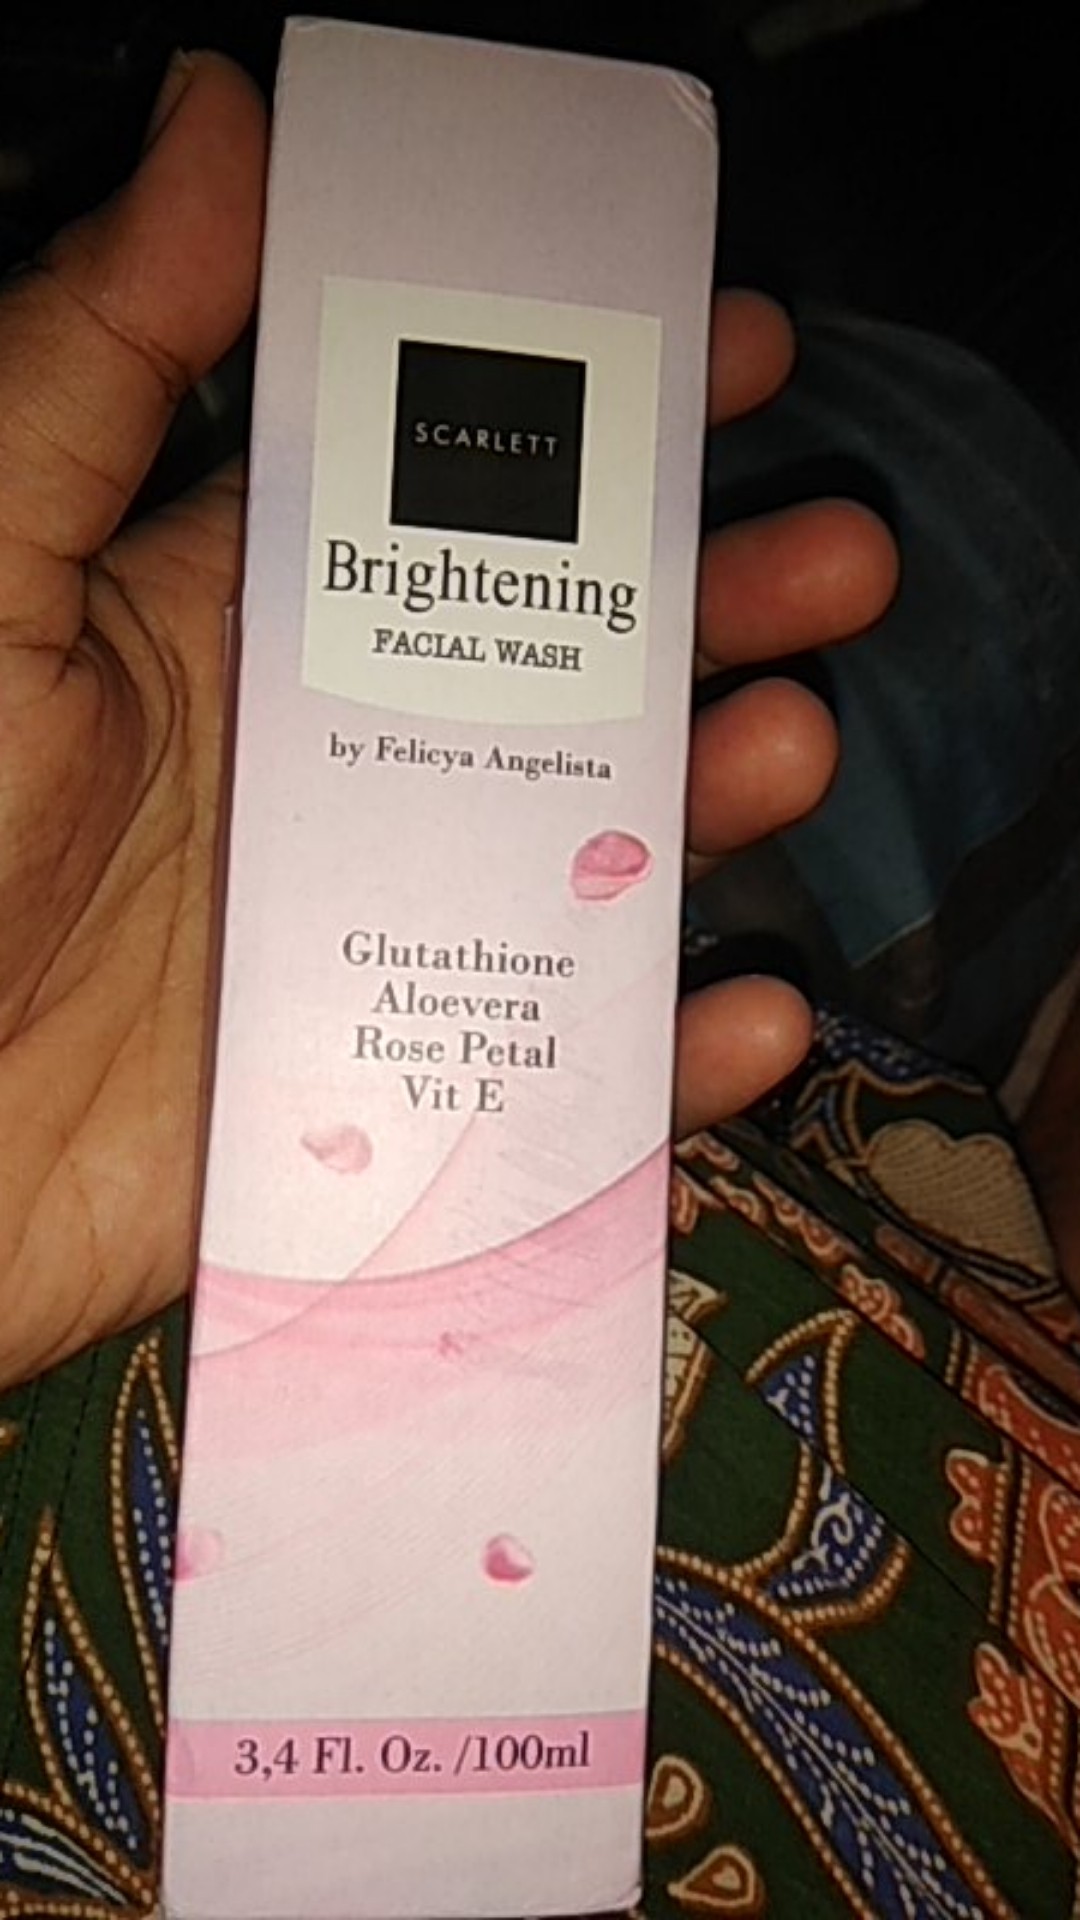 SCARLETT
Brightening
FACIAL WASH
by Felicya Angelista
Glutathione
Aloevera
Rose Petal
Vit E
3,4 Fl. Oz. /100ml